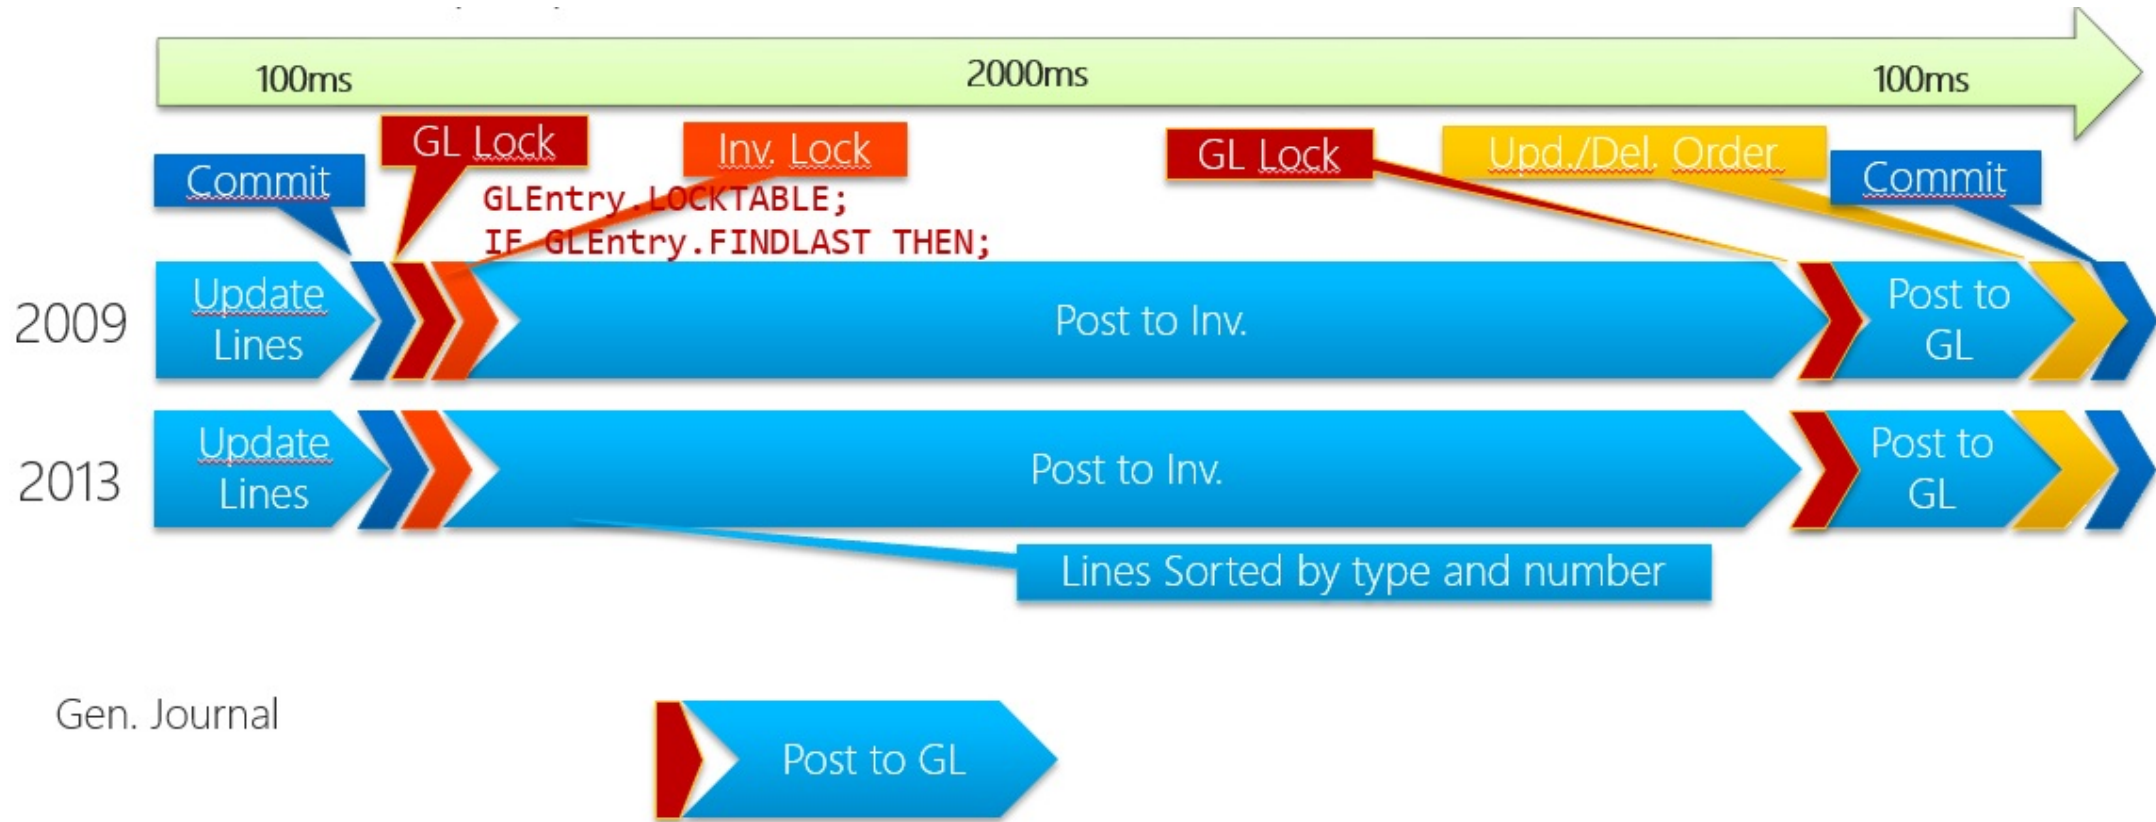 100ms
2000ms
100ms
Commit
GL Lock
Inv. Lock
GL Lock
Upd./Del. Order
Commit
GLEntry.LOCKTABLE;
IF GLEntry.FINDLAST THEN;
2009
Update
Lines
Post to Inv.
Post to
GL
2013
Update
Lines
Post to Inv.
Post to
GL
Lines Sorted by type and number
Gen. Journal
Post to GL